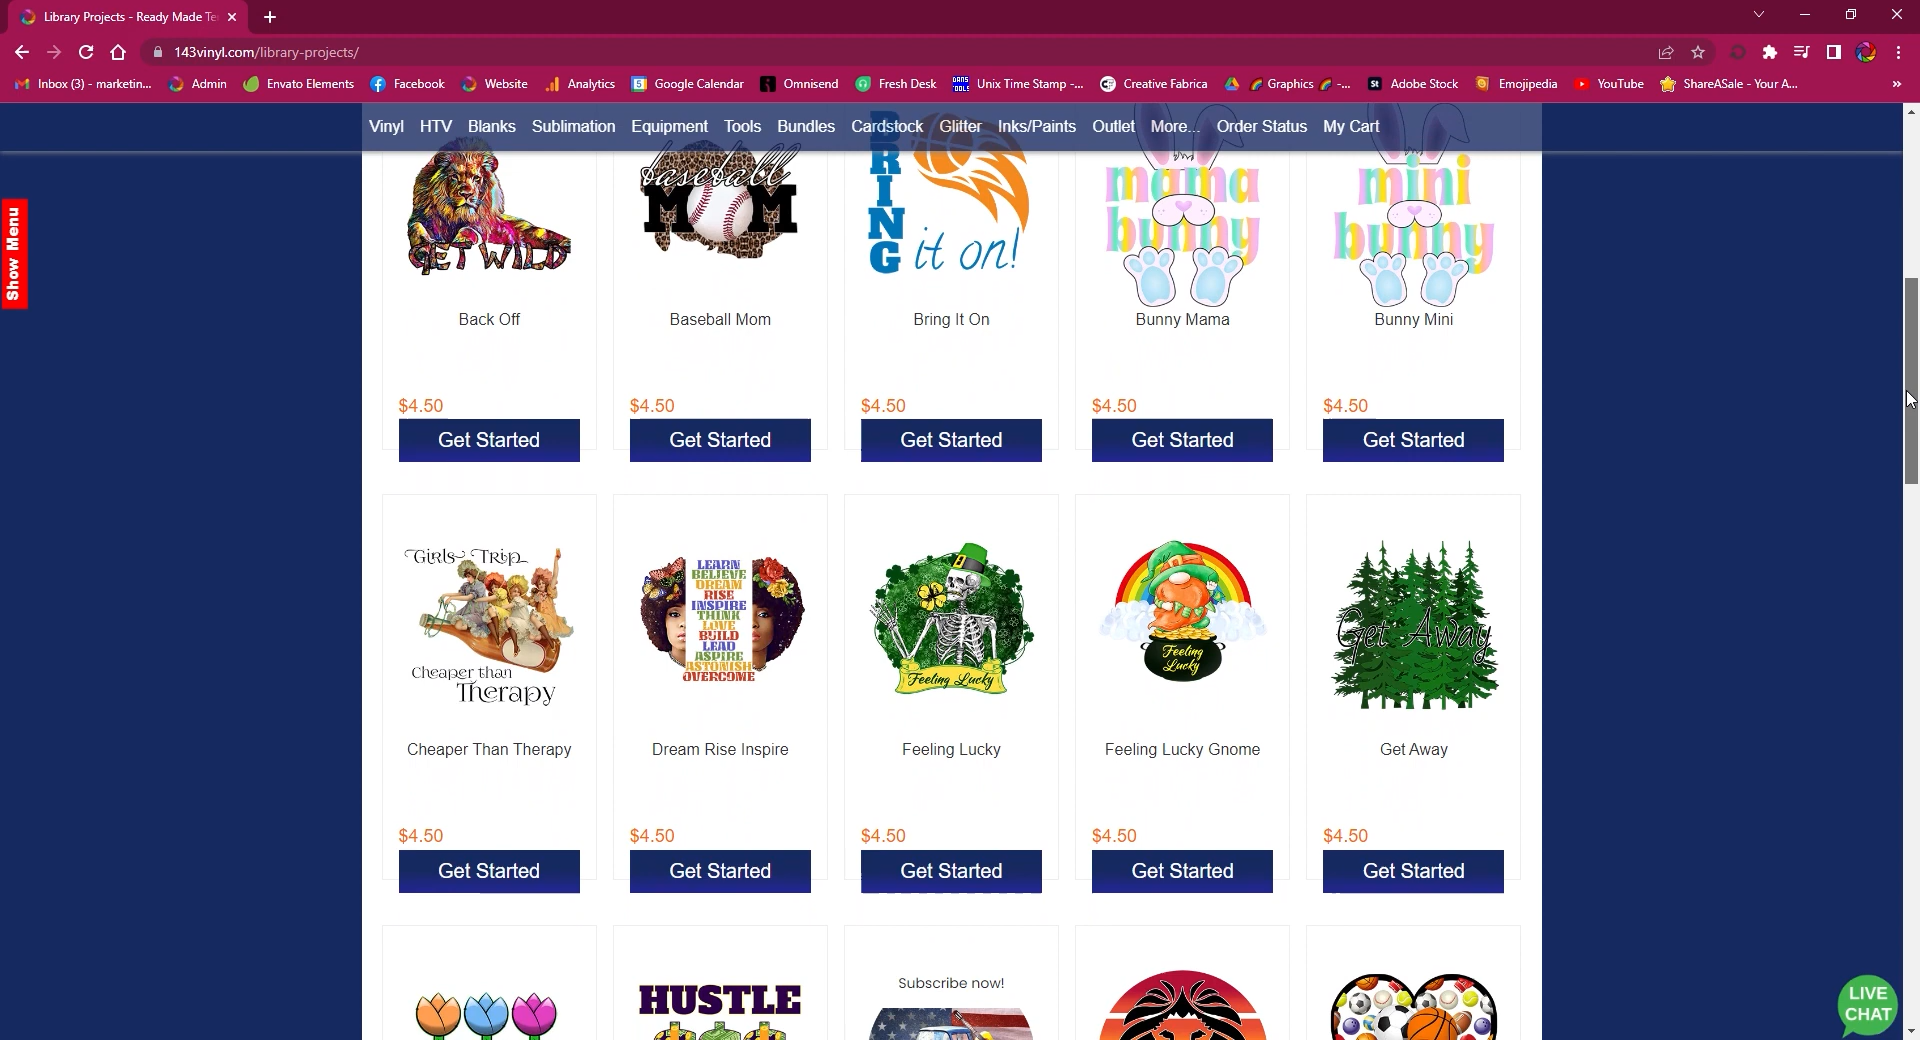 Library Projects - Ready Made Te
143vinyl.com/library-projects/
Inbox (3) - marketin... Admin Envato Elements Facebook Website Analytics Google Calendar Omnisend Fresh Desk Unix Time Stamp -... Creative Fabrica Graphics -... Adobe Stock Emojipedia YouTube ShareASale - Your A...
Vinyl HTV Blanks Sublimation Equipment Tools Bundles Cardstock Glitter Inks/Paints Outlet More... Order Status My Cart
Show Menu
GET WILD
baseball
MOM
BRING
it on!
mama
bunny
mini
bunny
Back Off Baseball Mom Bring It On Bunny Mama Bunny Mini
$4.50 $4.50 $4.50 $4.50 $4.50
Get Started Get Started Get Started Get Started Get Started
Girls Trip
Cheaper than
Therapy
LEARN
BELIEVE
DREAM
RISE
INSPIRE
THINK
LOVE
BUILD
LEAD
ASPIRE
ASTONISH
OVERCOME
Feeling Lucky
Feeling
Lucky
Get Away
Cheaper Than Therapy Dream Rise Inspire Feeling Lucky Feeling Lucky Gnome Get Away
$4.50 $4.50 $4.50 $4.50 $4.50
Get Started Get Started Get Started Get Started Get Started
HUSTLE
Subscribe now!
LIVE
CHAT